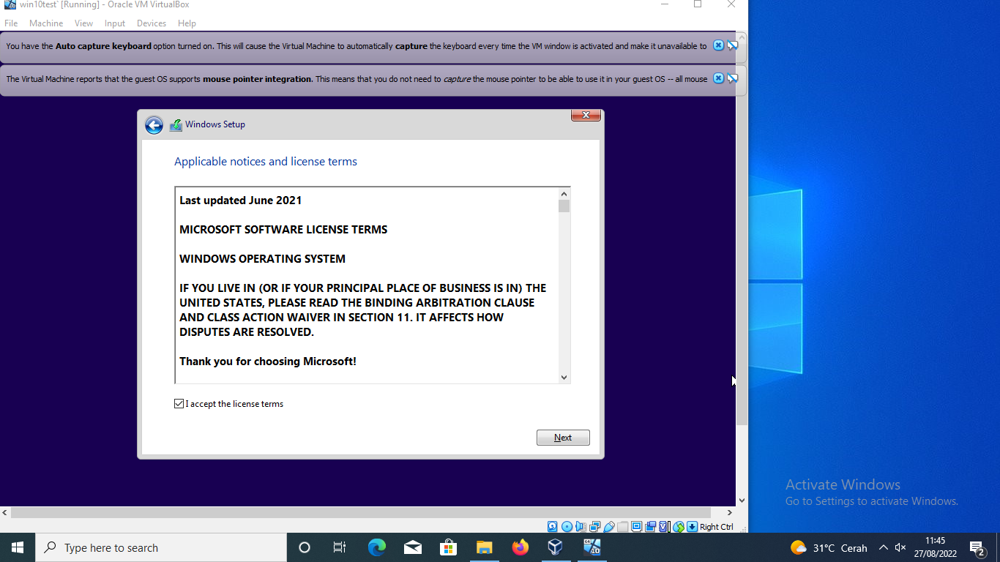 win10test` [Running] - Oracle VM VirtualBox
File Machine View Input Devices Help
You have the Auto capture keyboard option turned on. This will cause the Virtual Machine to automatically capture the keyboard every time the VM window is activated and make it unavailable to
The Virtual Machine reports that the guest OS supports mouse pointer integration. This means that you do not need to capture the mouse pointer to be able to use it in your guest OS -- all mouse
Windows Setup
Applicable notices and license terms
Last updated June 2021
MICROSOFT SOFTWARE LICENSE TERMS
WINDOWS OPERATING SYSTEM
IF YOU LIVE IN (OR IF YOUR PRINCIPAL PLACE OF BUSINESS IS IN) THE
UNITED STATES, PLEASE READ THE BINDING ARBITRATION CLAUSE
AND CLASS ACTION WAIVER IN SECTION 11. IT AFFECTS HOW
DISPUTES ARE RESOLVED.
Thank you for choosing Microsoft!
I accept the license terms
Next
Activate Windows
Go to Settings to activate Windows.
Right Ctrl
Type here to search
64
10
31°C Cerah
11:45
27/08/2022
2